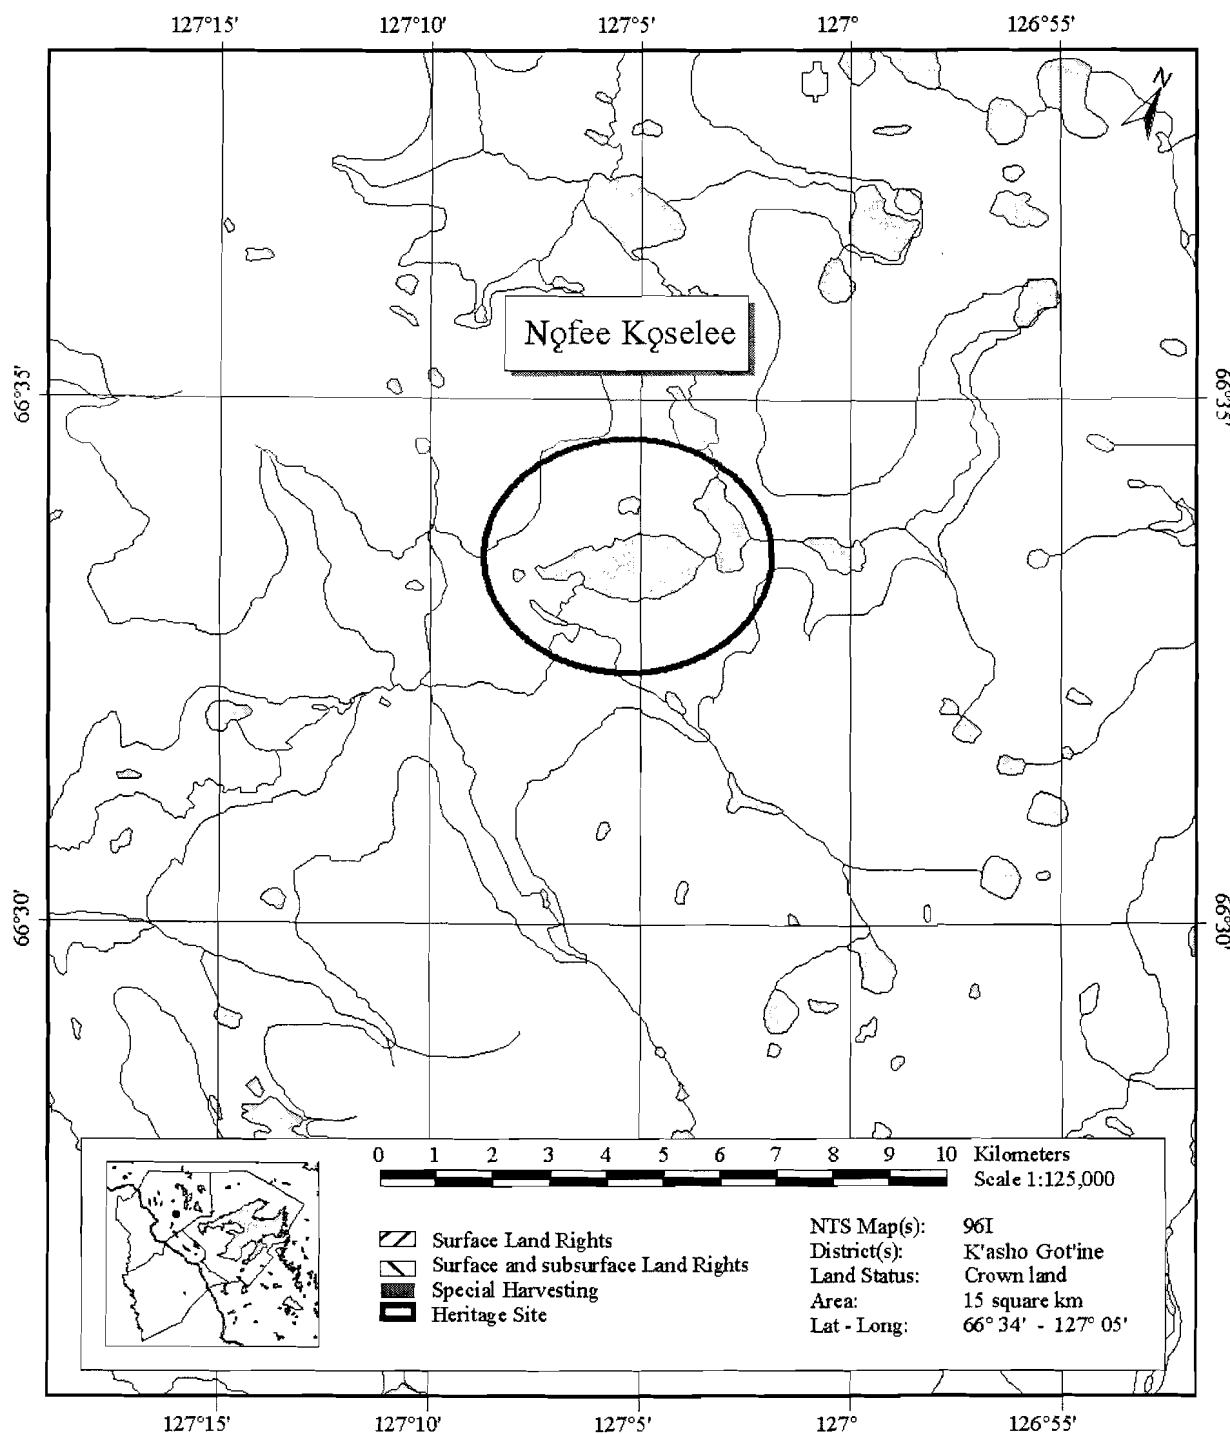 127°15' 127°10' 127°5' 127° 126°55'
N
Nǫfee Kǫselee
66°35' 66°35'
66°30' 66°30'
0 1 2 3 4 5 6 7 8 9 10 Kilometers
Scale 1:125,000
Surface Land Rights
Surface and subsurface Land Rights
Special Harvesting
Heritage Site
NTS Map(s): 96I
District(s): K'asho Got'ine
Land Status: Crown land
Area: 15 square km
Lat - Long: 66° 34' - 127° 05'
127°15' 127°10' 127°5' 127° 126°55'